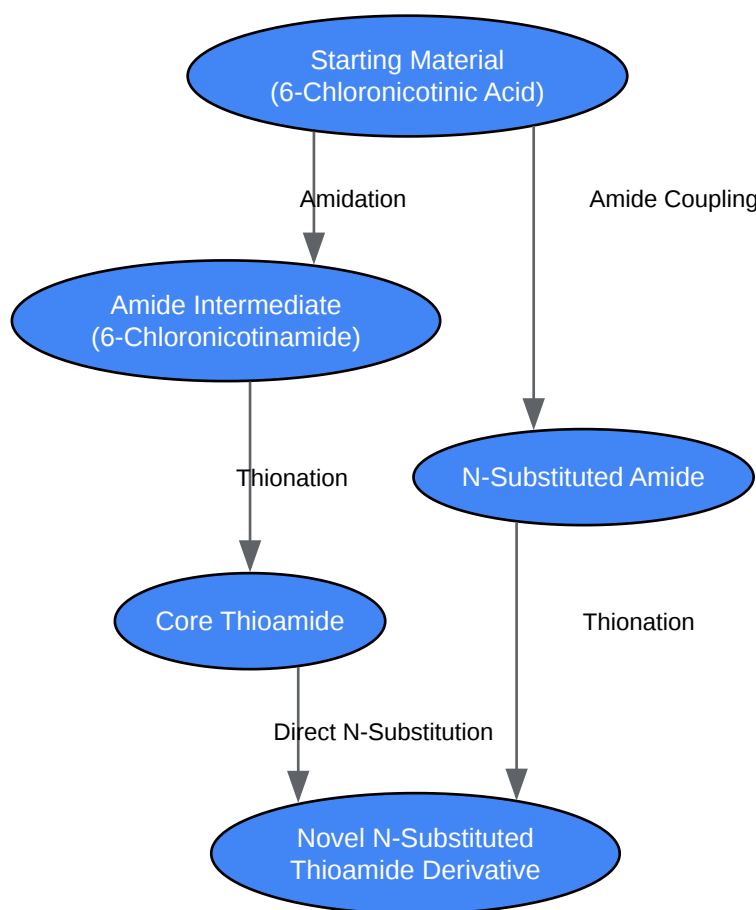 Starting Material
(6-Chloronicotinic Acid)
Amidation
Amide Coupling
Amide Intermediate
(6-Chloronicotinamide)
Thionation
N-Substituted Amide
Core Thioamide
Thionation
Direct N-Substitution
Novel N-Substituted
Thioamide Derivative